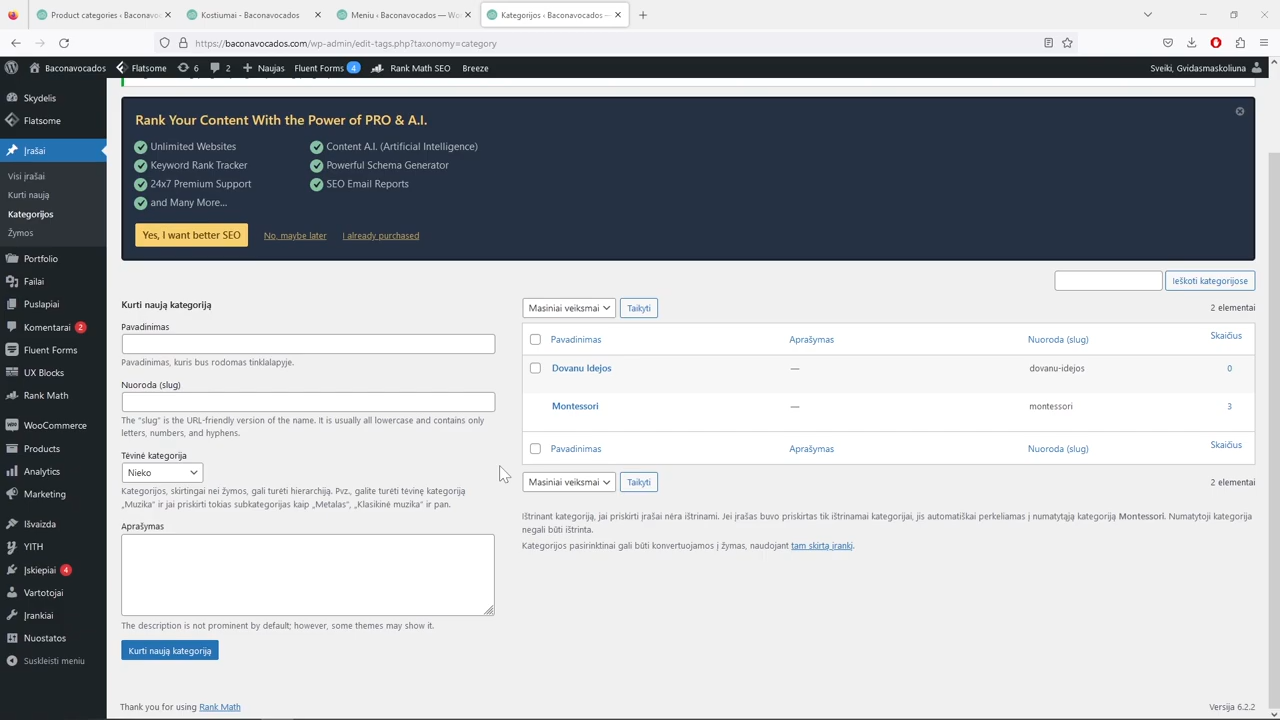 Product categories ‹ Baconavoc
Kostiumai - Baconavocados
Meniu ‹ Baconavocados — Wo
Kategorijos ‹ Baconavocados —
https://baconavocados.com/wp-admin/edit-tags.php?taxonomy=category
Baconavocados
Flatsome
6
2
Naujas
Fluent Forms 4
Rank Math SEO
Breeze
Sveiki, Gvidasmaskoliuna
Skydelis
Flatsome
Įrašai
Visi įrašai
Kurti naują
Kategorijos
Žymos
Portfolio
Failai
Puslapiai
Komentarai 2
Fluent Forms
UX Blocks
Rank Math
WooCommerce
Products
Analytics
Marketing
Išvaizda
YITH
Įskiepiai 4
Vartotojai
Įrankiai
Nuostatos
Suskleisti meniu
Rank Your Content With the Power of PRO & A.I.
Unlimited Websites
Content A.I. (Artificial Intelligence)
Keyword Rank Tracker
Powerful Schema Generator
24x7 Premium Support
SEO Email Reports
and Many More...
Yes, I want better SEO
No, maybe later
I already purchased
Ieškoti kategorijose
Kurti naują kategoriją
Pavadinimas
Pavadinimas, kuris bus rodomas tinklalapyje.
Nuoroda (slug)
The “slug” is the URL-friendly version of the name. It is usually all lowercase and contains only
letters, numbers, and hyphens.
Tėvinė kategorija
Nieko
Kategorijos, skirtingai nei žymos, gali turėti hierarchiją. Pvz., galite turėti tėvinę kategoriją
„Muzika” ir jai priskirti tokias subkategorijas kaip „Metalas”, „Klasikinė muzika” ir pan.
Aprašymas
The description is not prominent by default; however, some themes may show it.
Kurti naują kategoriją
Masiniai veiksmai
Taikyti
2 elementai
Pavadinimas
Aprašymas
Nuoroda (slug)
Skaičius
Dovanu Idejos
—
dovanu-idejos
0
Montessori
—
montessori
3
Pavadinimas
Aprašymas
Nuoroda (slug)
Skaičius
Masiniai veiksmai
Taikyti
2 elementai
Ištrinant kategoriją, jai priskirti įrašai nėra ištrinami. Jei įrašas buvo priskirtas tik ištrinamai kategorijai, jis automatiškai perkeliamas į numatytąją kategoriją Montessori. Numatytoji kategorija
negali būti ištrinta.
Kategorijos pasirinktinai gali būti konvertuojamos į žymas, naudojant tam skirtą įrankį.
Thank you for using Rank Math
Versija 6.2.2